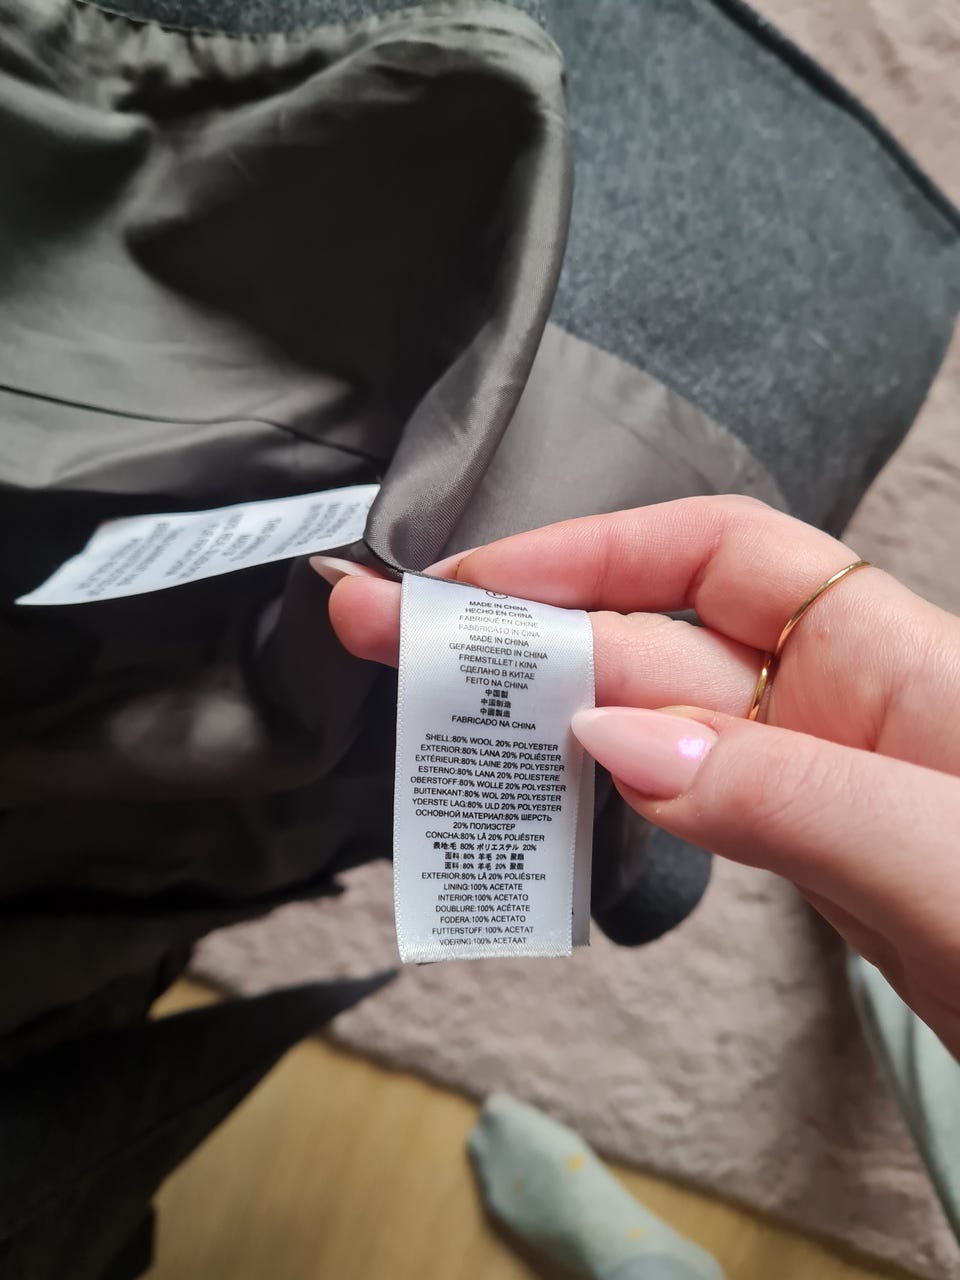 MADE IN CHINA
HECHO EN CHINA
FABRIQUÉ EN CHINE
FABBRICATO IN CINA
MADE IN CHINA
GEFABRICEERD IN CHINA
FREMSTILLET I KINA
СДЕЛАНО В КИТАЕ
FEITO NA CHINA
中国製
中国制造
中國製造
FABRICADO NA CHINA
SHELL:80% WOOL 20% POLYESTER
EXTERIOR:80% LANA 20% POLIÉSTER
EXTÉRIEUR:80% LAINE 20% POLYESTER
ESTERNO:80% LANA 20% POLIESTERE
OBERSTOFF:80% WOLLE 20% POLYESTER
BUITENKANT:80% WOL 20% POLYESTER
YDERSTE LAG:80% ULD 20% POLYESTER
ОСНОВНОЙ МАТЕРИАЛ:80% ШЕРСТЬ
20% ПОЛИЭСТЕР
CONCHA:80% LÃ 20% POLIÉSTER
表地:毛 80% ポリエステル 20%
面料:80% 羊毛 20% 聚酯
面料:80% 羊毛 20% 聚酯
EXTERIOR:80% LÃ 20% POLIÉSTER
LINING:100% ACETATE
INTERIOR:100% ACETATO
DOUBLURE:100% ACÉTATE
FODERA:100% ACETATO
FUTTERSTOFF:100% ACETAT
VOERING:100% ACETAAT